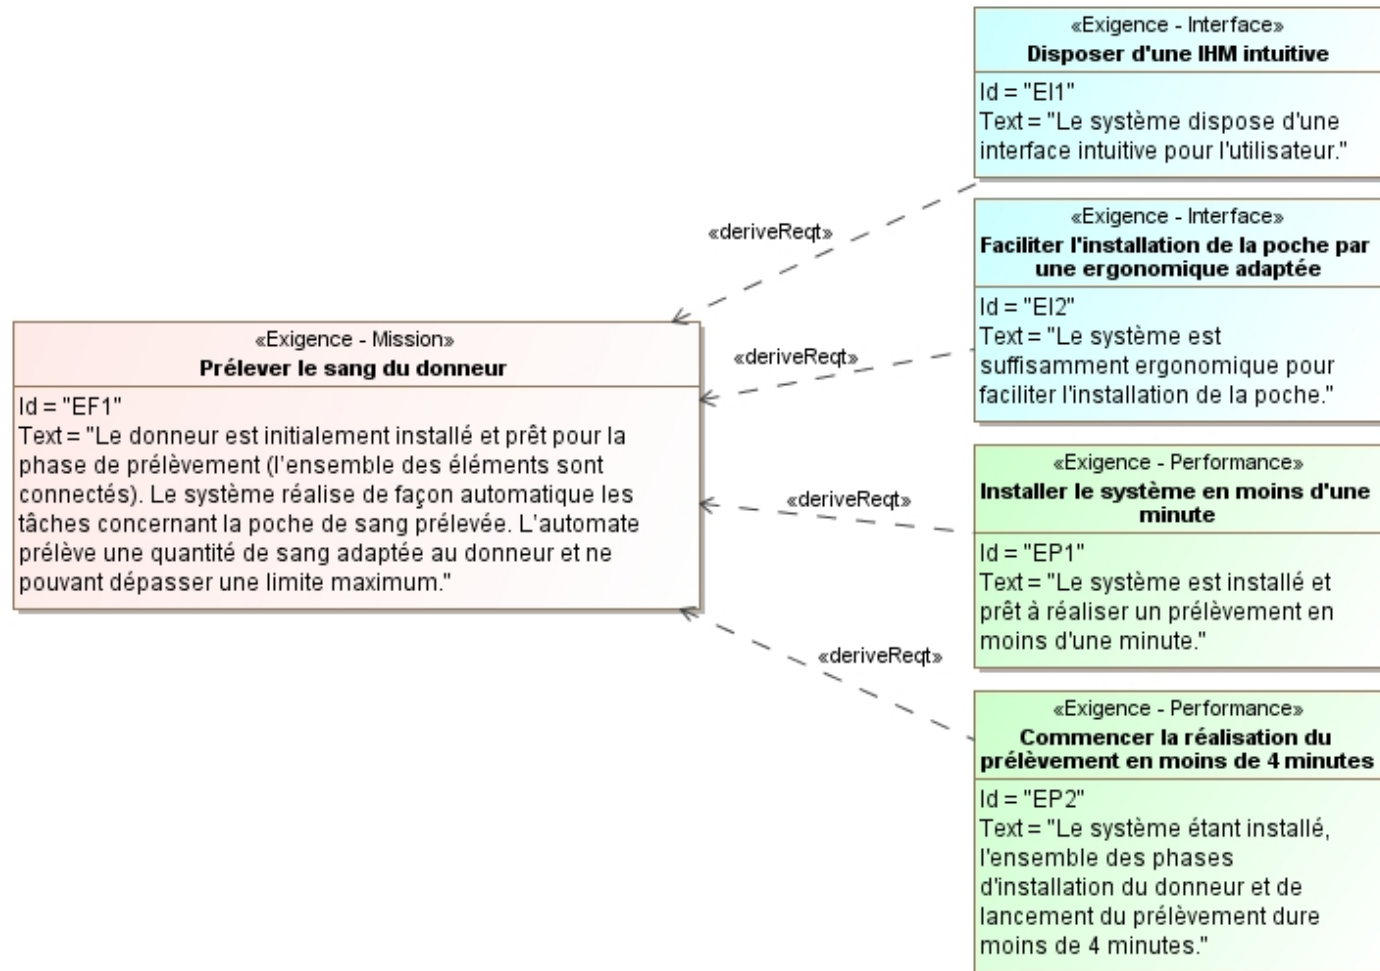 «Exigence - Interface»
Disposer d'une IHM intuitive
Id = "EI1"
Text = "Le système dispose d'une
interface intuitive pour l'utilisateur."
«deriveReqt»
«Exigence - Interface»
Faciliter l'installation de la poche par
une ergonomique adaptée
Id = "EI2"
Text = "Le système est
suffisamment ergonomique pour
faciliter l'installation de la poche."
«deriveReqt»
«Exigence - Mission»
Prélever le sang du donneur
Id = "EF1"
Text = "Le donneur est initialement installé et prêt pour la
phase de prélèvement (l'ensemble des éléments sont
connectés). Le système réalise de façon automatique les
tâches concernant la poche de sang prélevée. L'automate
prélève une quantité de sang adaptée au donneur et ne
pouvant dépasser une limite maximum."
«Exigence - Performance»
Installer le système en moins d'une
minute
Id = "EP1"
Text = "Le système est installé et
prêt à réaliser un prélèvement en
moins d'une minute."
«deriveReqt»
«deriveReqt»
«Exigence - Performance»
Commencer la réalisation du
prélèvement en moins de 4 minutes
Id = "EP2"
Text = "Le système étant installé,
l'ensemble des phases
d'installation du donneur et de
lancement du prélèvement dure
moins de 4 minutes."